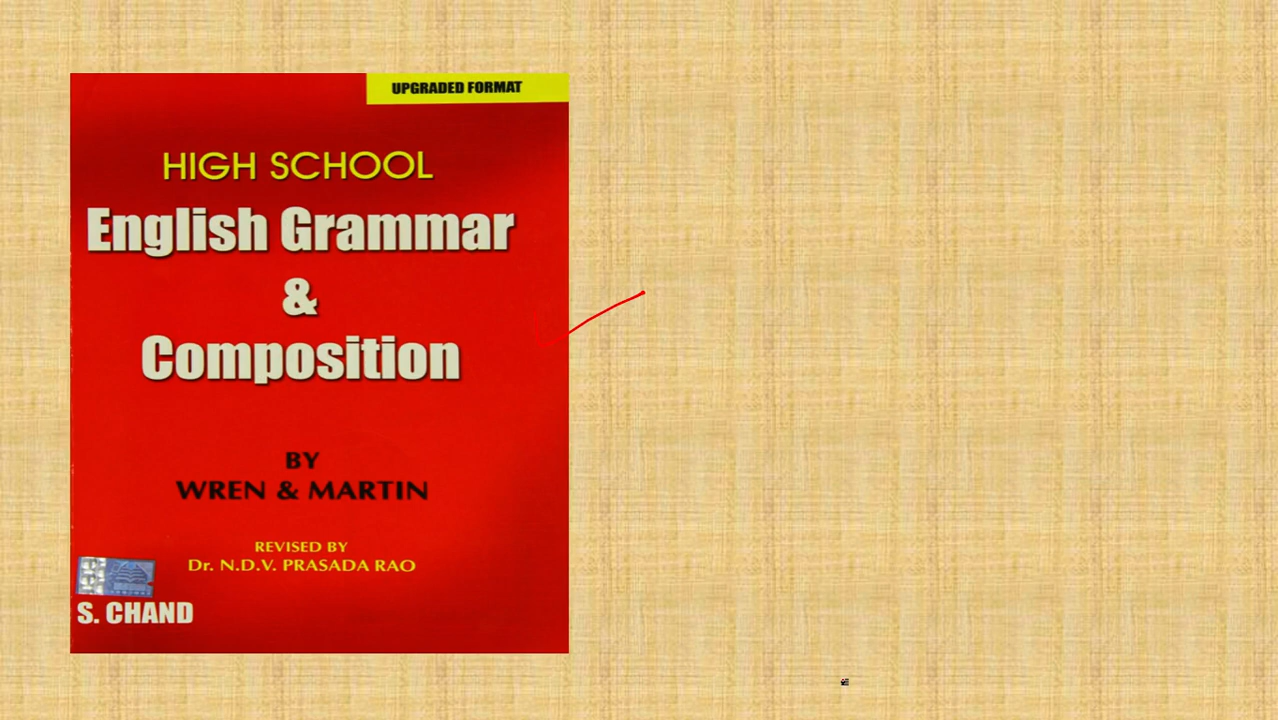 UPGRADED FORMAT
HIGH SCHOOL
English Grammar
&
Composition
BY
WREN & MARTIN
REVISED BY
Dr. N.D.V. PRASADA RAO
S. CHAND